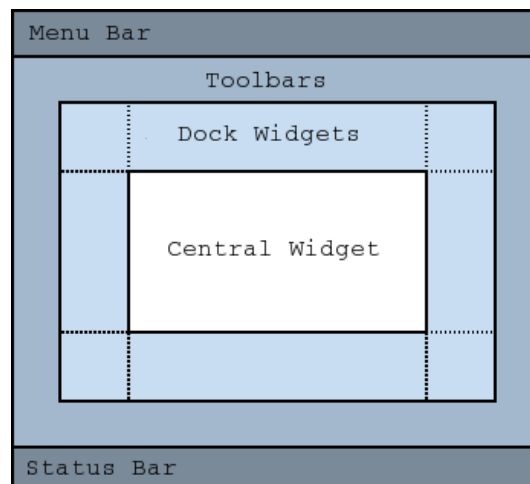 Menu Bar
Toolbars
Dock Widgets
Central Widget
Status Bar